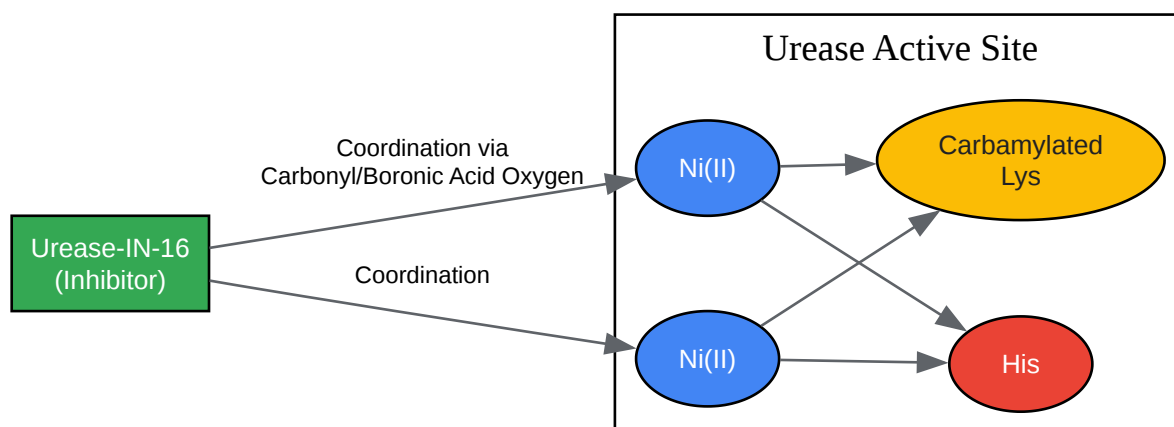 Urease Active Site
Coordination via
Carbonyl/Boronic Acid Oxygen
Ni(II)
Carbamylated
Lys
Urease-IN-16
(Inhibitor)
Coordination
Ni(II)
His